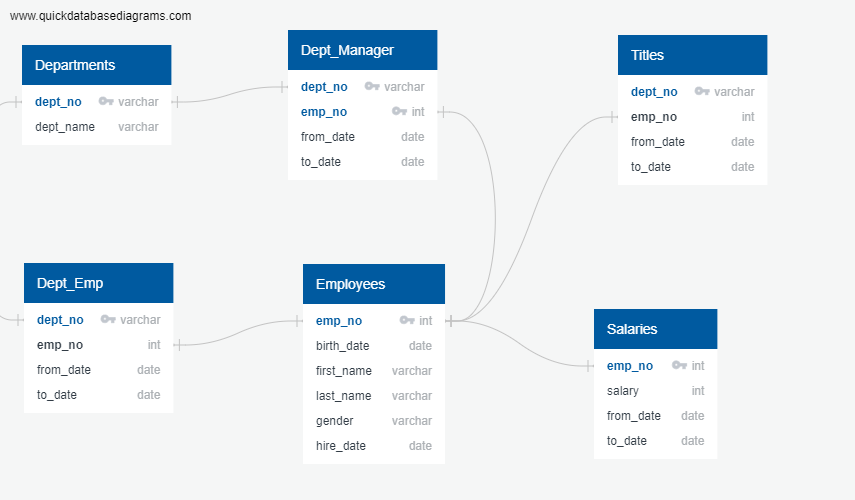 www.quickdatabasediagrams.com
Departments
dept_no varchar
dept_name varchar
Dept_Manager
dept_no varchar
emp_no int
from_date date
to_date date
Titles
dept_no varchar
emp_no int
from_date date
to_date date
Dept_Emp
dept_no varchar
emp_no int
from_date date
to_date date
Employees
emp_no int
birth_date date
first_name varchar
last_name varchar
gender varchar
hire_date date
Salaries
emp_no int
salary int
from_date date
to_date date